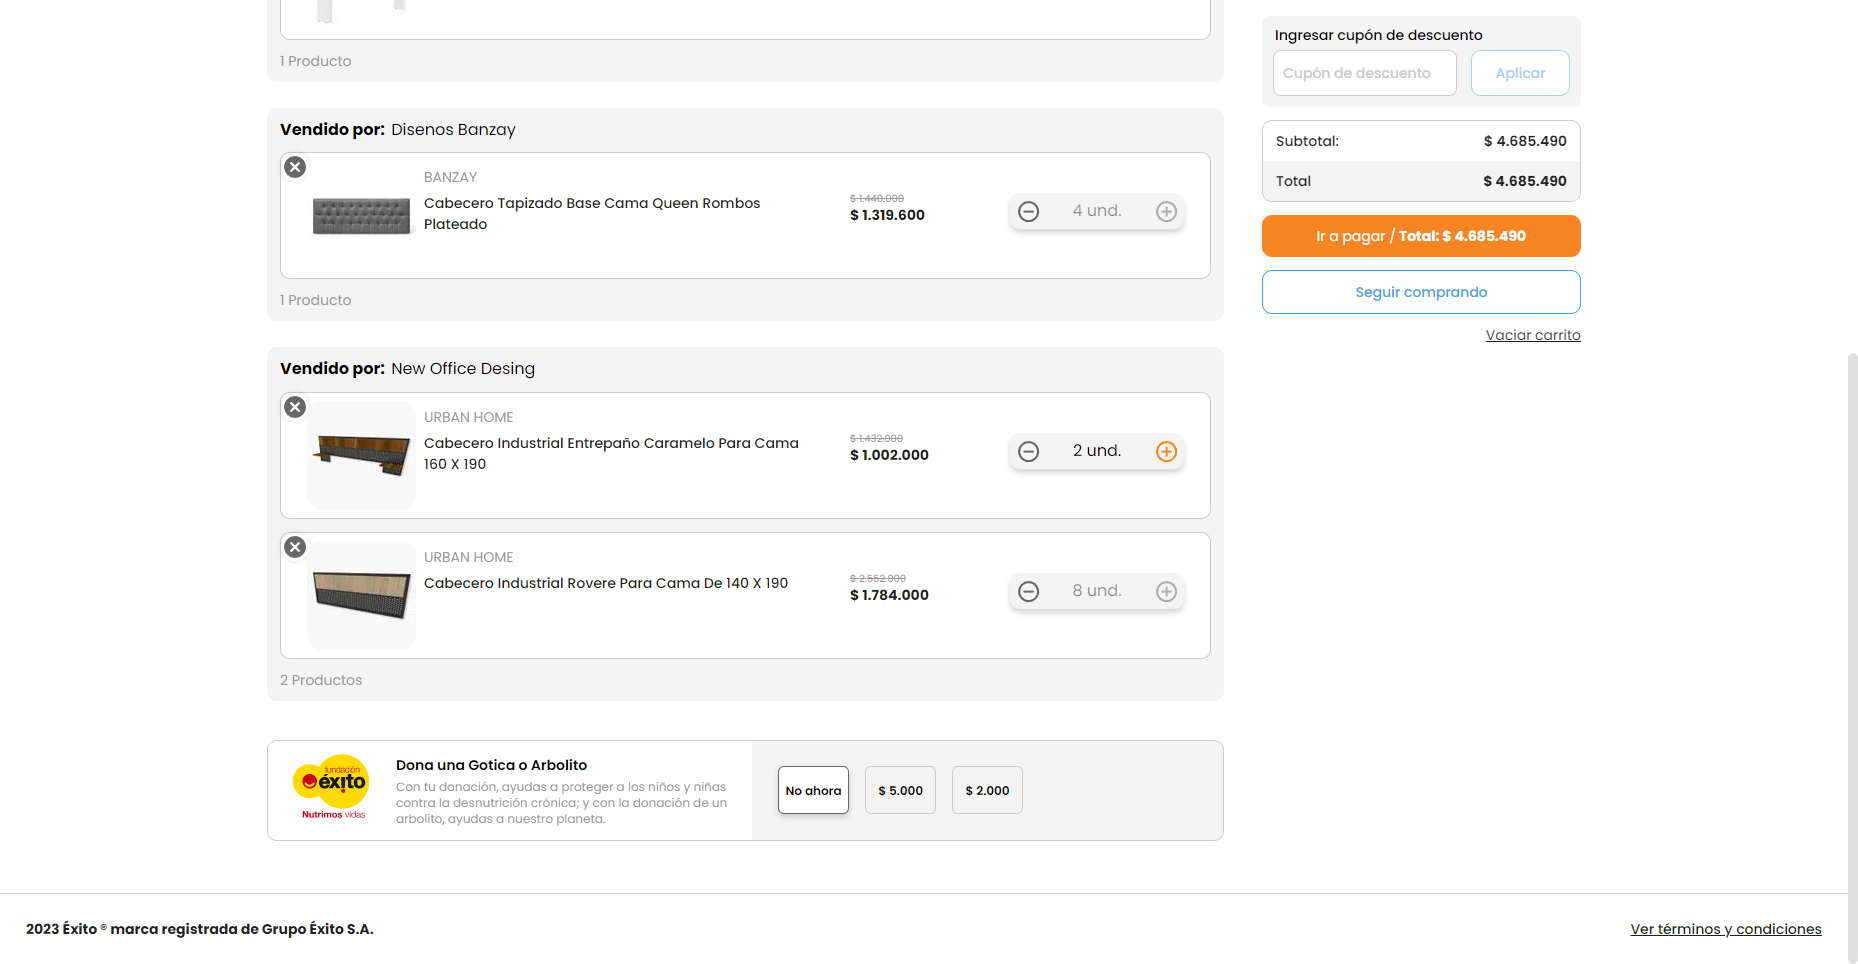 1 Producto
Vendido por: Disenos Banzay
BANZAY
Cabecero Tapizado Base Cama Queen Rombos
Plateado
$ 1.440.000
$ 1.319.600
4 und.
1 Producto
Vendido por: New Office Desing
URBAN HOME
Cabecero Industrial Entrepaño Caramelo Para Cama
160 X 190
$ 1.432.000
$ 1.002.000
2 und.
URBAN HOME
Cabecero Industrial Rovere Para Cama De 140 X 190
$ 2.552.000
$ 1.784.000
8 und.
2 Productos
fundación
éxito
Nutrimos vidas
Dona una Gotica o Arbolito
Con tu donación, ayudas a proteger a los niños y niñas
contra la desnutrición crónica; y con la donación de un
arbolito, ayudas a nuestro planeta.
No ahora
$ 5.000
$ 2.000
Ingresar cupón de descuento
Cupón de descuento
Aplicar
Subtotal: $ 4.685.490
Total $ 4.685.490
Ir a pagar / Total: $ 4.685.490
Seguir comprando
Vaciar carrito
2023 Éxito ® marca registrada de Grupo Éxito S.A.
Ver términos y condiciones